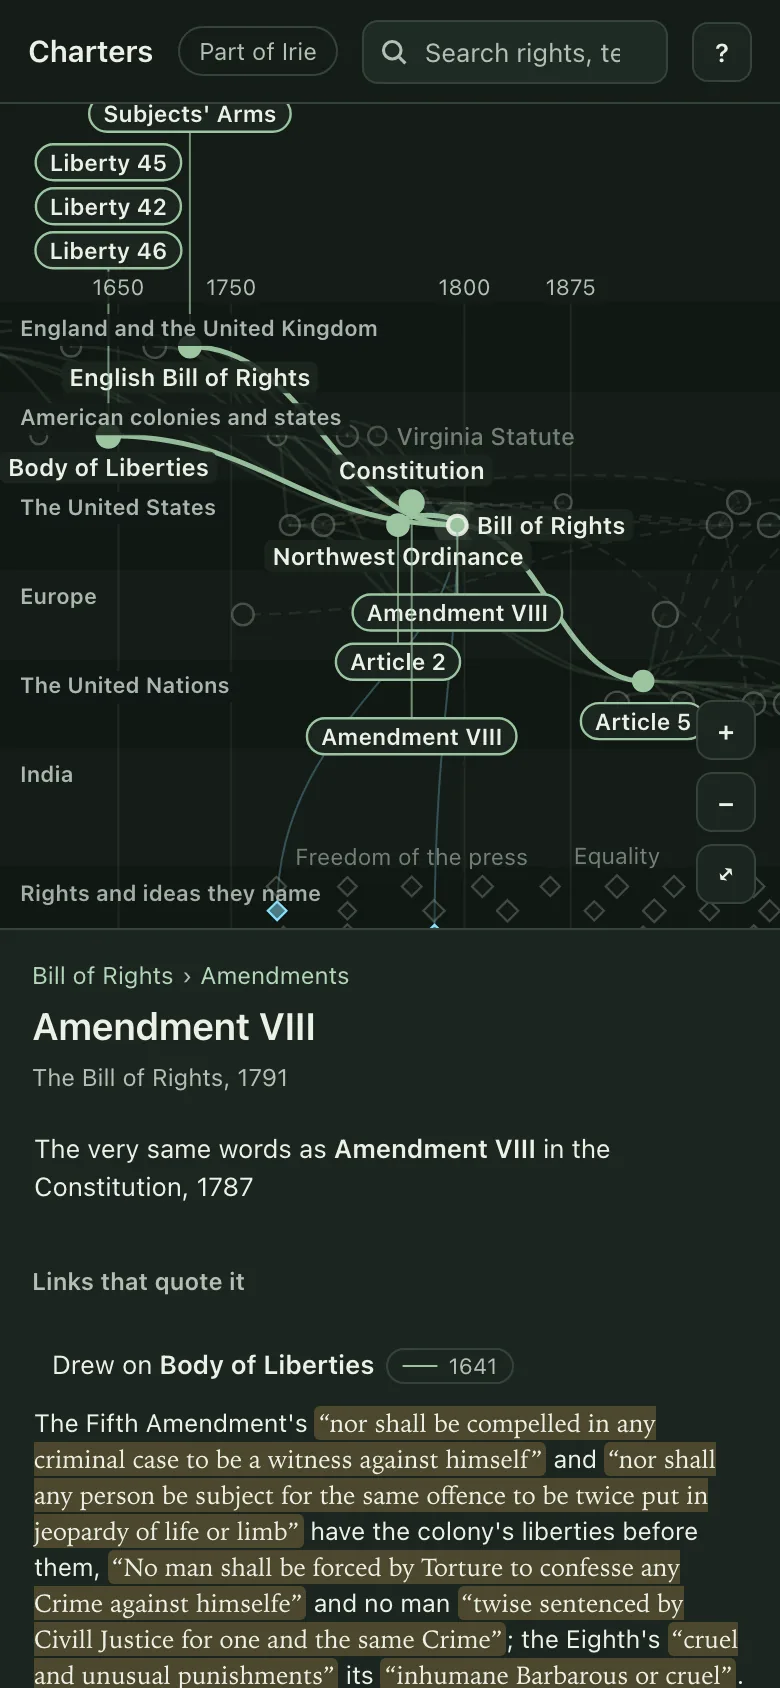 Charters
Part of Irie
Search rights, te
?
Subjects' Arms
Liberty 45
Liberty 42
Liberty 46
1650 1750 1800 1875
England and the United Kingdom
English Bill of Rights
American colonies and states
Virginia Statute
Body of Liberties
Constitution
The United States
Bill of Rights
Northwest Ordinance
Europe
Amendment VIII
Article 2
The United Nations
Article 5
Amendment VIII
+
India
−
Freedom of the press
Equality
Rights and ideas they name
Bill of Rights › Amendments
Amendment VIII
The Bill of Rights, 1791
The very same words as Amendment VIII in the
Constitution, 1787
Links that quote it
Drew on Body of Liberties — 1641
The Fifth Amendment's “nor shall be compelled in any
criminal case to be a witness against himself” and “nor shall
any person be subject for the same offence to be twice put in
jeopardy of life or limb” have the colony's liberties before
them, “No man shall be forced by Torture to confesse any
Crime against himselfe” and no man “twise sentenced by
Civill Justice for one and the same Crime”; the Eighth's “cruel
and unusual punishments” its “inhumane Barbarous or cruel”.